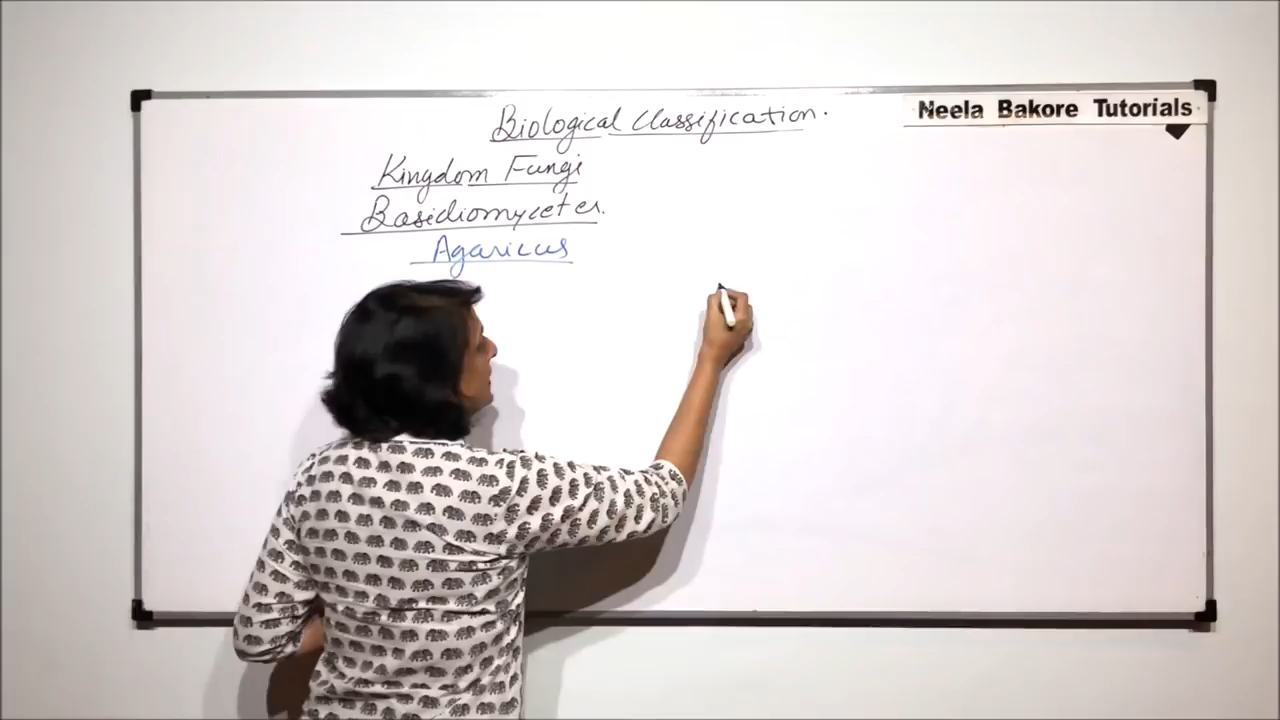 Biological Classification.
Neela Bakore Tutorials
Kingdom Fungi
Basidiomycetes.
Agaricus